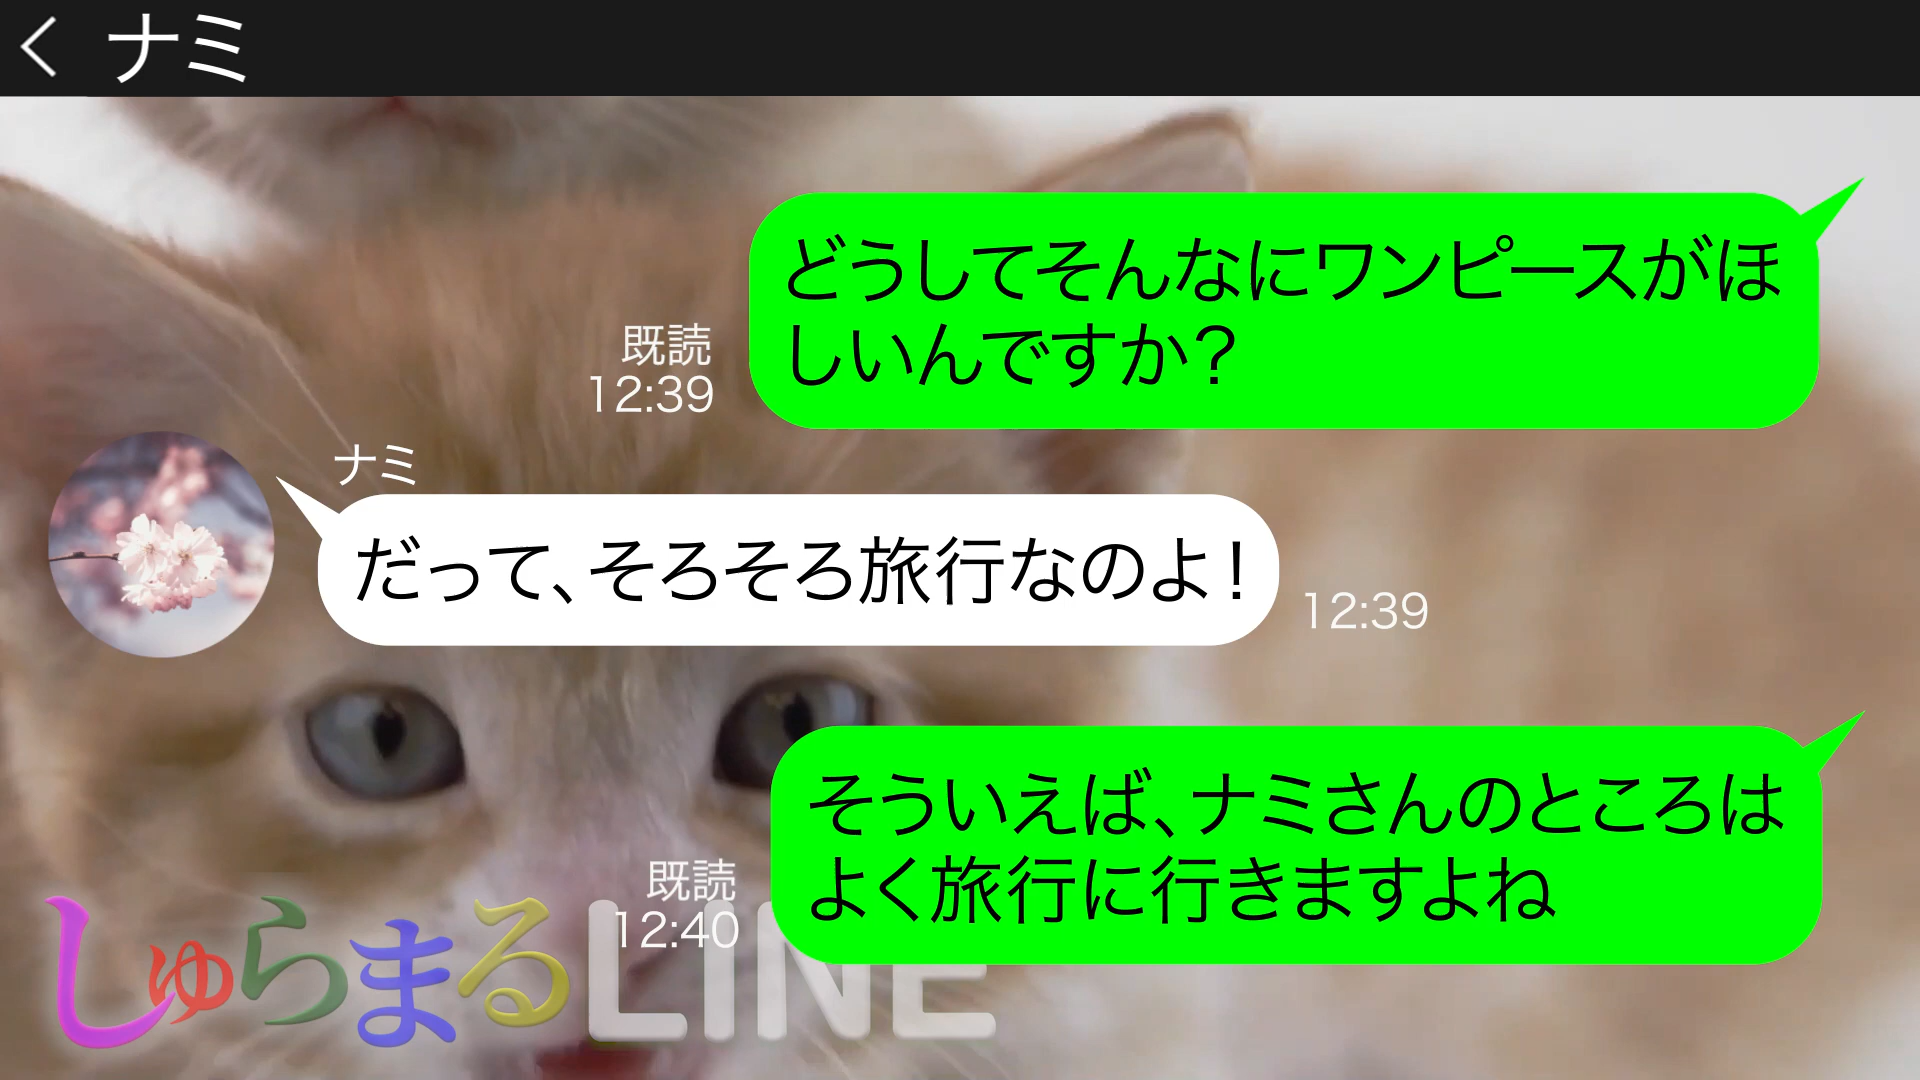 ナミ
どうしてそんなにワンピースがほ
しいんですか？
既読
12:39
ナミ
だって、そろそろ旅行なのよ！
12:39
そういえば、ナミさんのところは
よく旅行に行きますよね
既読
12:40
しゅらまるLINE